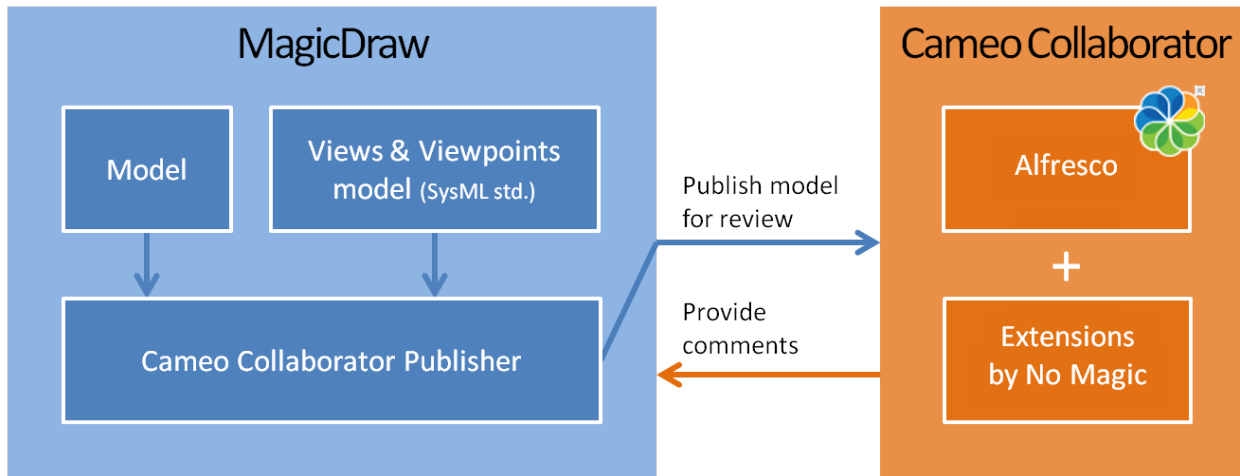 MagicDraw
Model
Views & Viewpoints
model (SysML std.)
Cameo Collaborator Publisher
Publish model
for review
Provide
comments
Cameo Collaborator
Alfresco
+
Extensions
by No Magic